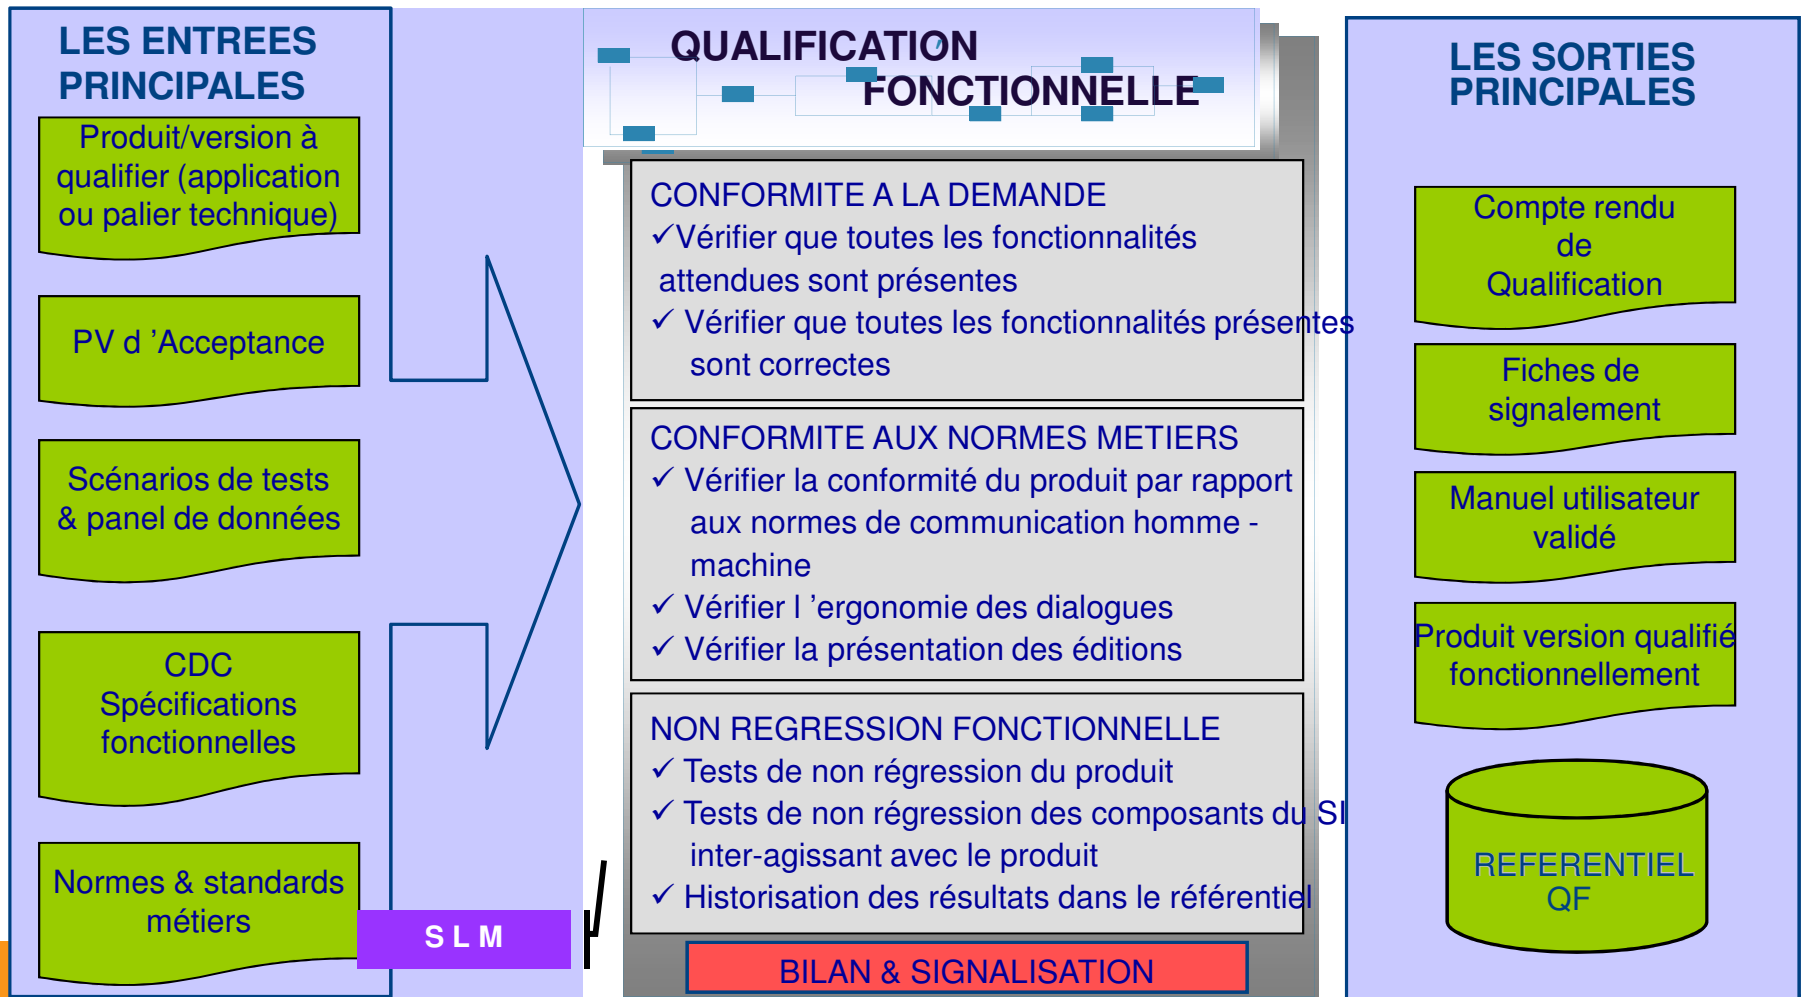 LES ENTREES
PRINCIPALES
Produit/version à
qualifier (application
ou palier technique)
PV d ’Acceptance
Scénarios de tests
& panel de données
CDC
Spécifications
fonctionnelles
Normes & standards
métiers
S L M
QUALIFICATION
FONCTIONNELLE
CONFORMITE A LA DEMANDE
✓Vérifier que toutes les fonctionnalités
attendues sont présentes
✓ Vérifier que toutes les fonctionnalités présentes
sont correctes
CONFORMITE AUX NORMES METIERS
✓ Vérifier la conformité du produit par rapport
aux normes de communication homme -
machine
✓ Vérifier l ’ergonomie des dialogues
✓ Vérifier la présentation des éditions
NON REGRESSION FONCTIONNELLE
✓ Tests de non régression du produit
✓ Tests de non régression des composants du SI
inter-agissant avec le produit
✓ Historisation des résultats dans le référentiel
BILAN & SIGNALISATION
LES SORTIES
PRINCIPALES
Compte rendu
de
Qualification
Fiches de
signalement
Manuel utilisateur
validé
Produit version qualifié
fonctionnellement
REFERENTIEL
QF